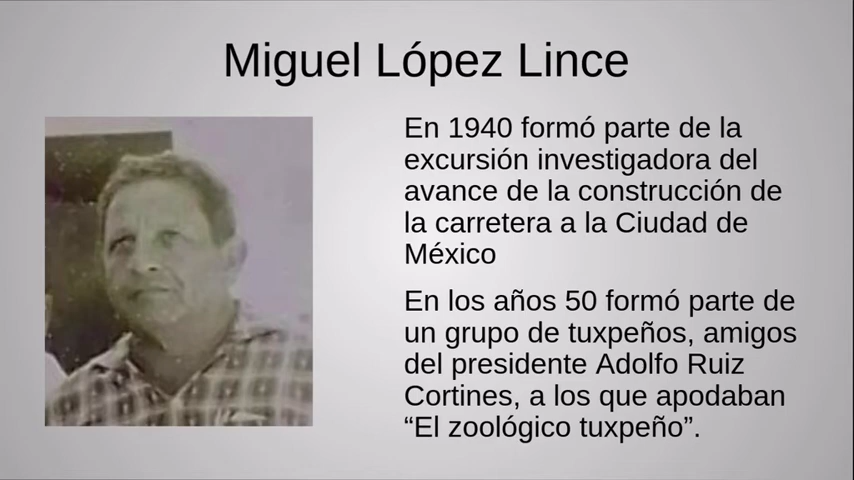 Miguel López Lince
En 1940 formó parte de la
excursión investigadora del
avance de la construcción de
la carretera a la Ciudad de
México
En los años 50 formó parte de
un grupo de tuxpeños, amigos
del presidente Adolfo Ruiz
Cortines, a los que apodaban
“El zoológico tuxpeño”.